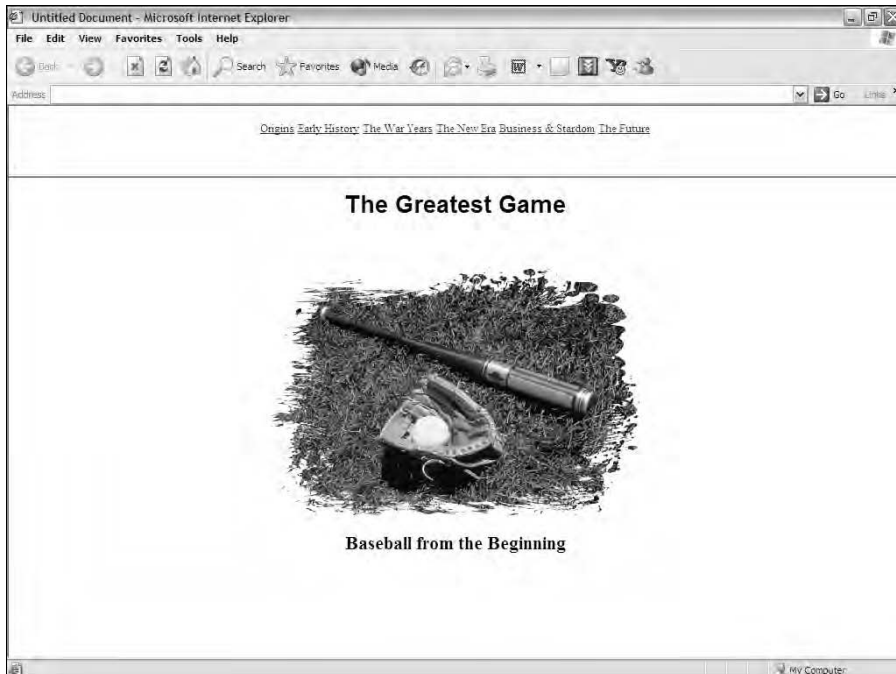 Untitled Document - Microsoft Internet Explorer
File Edit View Favorites Tools Help
Back Search Favorites Media
Address Go Links
Origins Early History The War Years The New Era Business & Stardom The Future
The Greatest Game
Baseball from the Beginning
My Computer